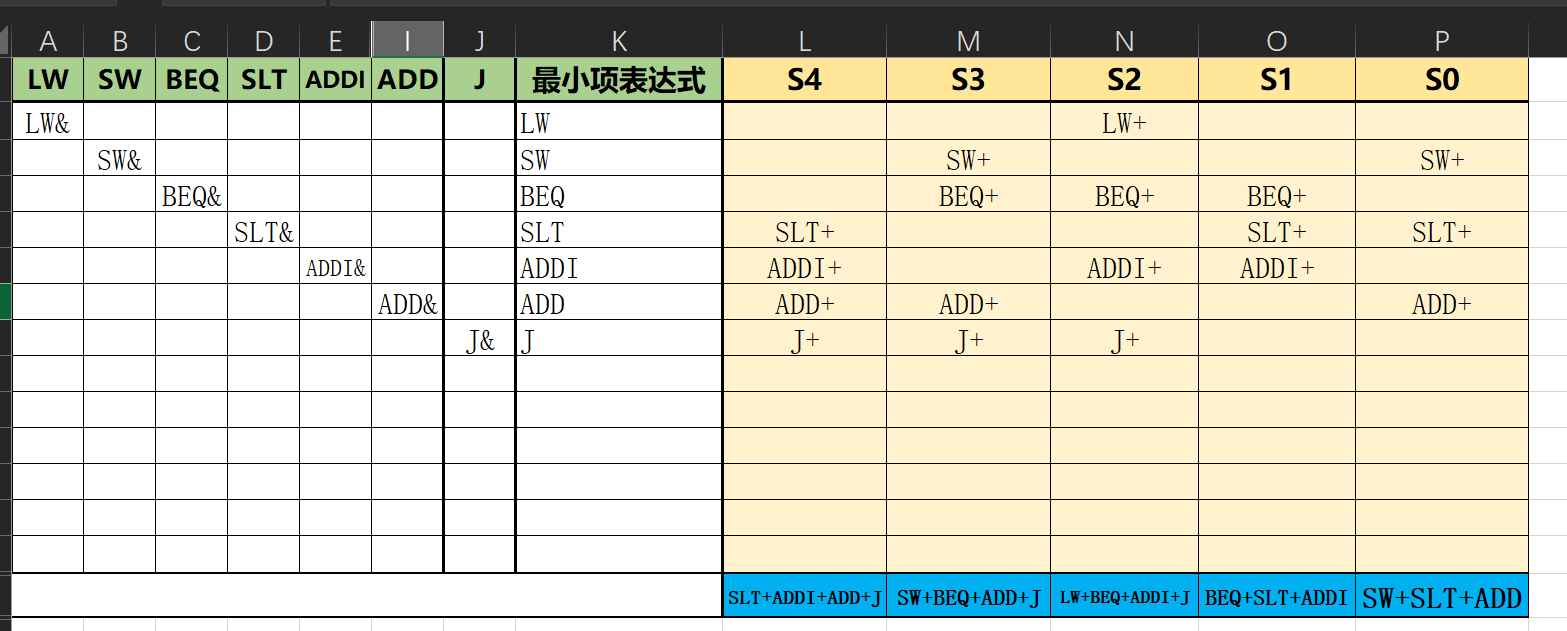 A B C D E I J K L M N O P
LW SW BEQ SLT ADDI ADD J 最小项表达式 S4 S3 S2 S1 S0
LW& LW LW+
SW& SW SW+ SW+
BEQ& BEQ BEQ+ BEQ+ BEQ+
SLT& SLT SLT+ SLT+ SLT+
ADDI& ADDI ADDI+ ADDI+ ADDI+
ADD& ADD ADD+ ADD+ ADD+
J& J J+ J+ J+
SLT+ADDI+ADD+J SW+BEQ+ADD+J LW+BEQ+ADDI+J BEQ+SLT+ADDI SW+SLT+ADD